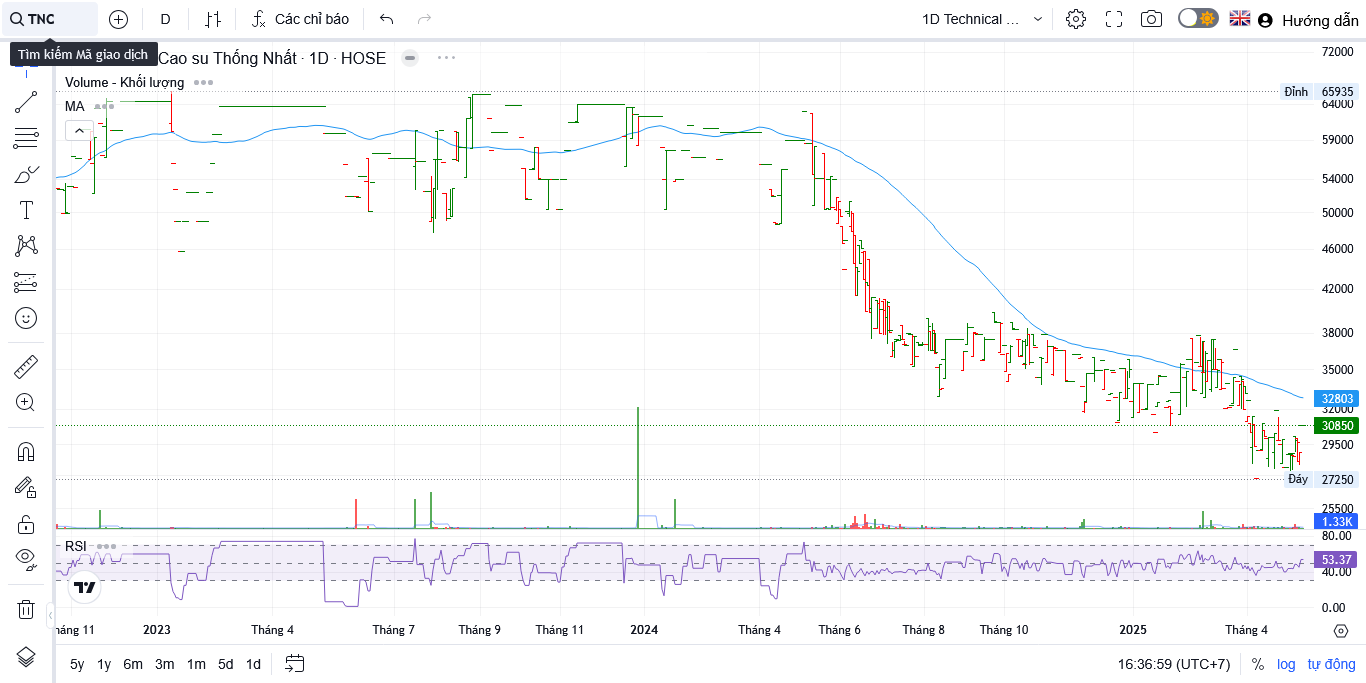 TNC
D
Các chỉ báo
1D Technical ...
Hướng dẫn
Tìm kiếm Mã giao dịch
Cao su Thống Nhất · 1D · HOSE
Volume - Khối lượng
MA
72000
Đỉnh 65935
64000
59000
54000
50000
46000
42000
38000
35000
32803
32000
30850
29500
Đáy 27250
25500
1.33K
RSI
80.00
53.37
40.00
0.00
háng 11 2023 Tháng 4 Tháng 7 Tháng 9 Tháng 11 2024 Tháng 4 Tháng 6 Tháng 8 Tháng 10 2025 Tháng 4
5y 1y 6m 3m 1m 5d 1d
16:36:59 (UTC+7) % log tự động